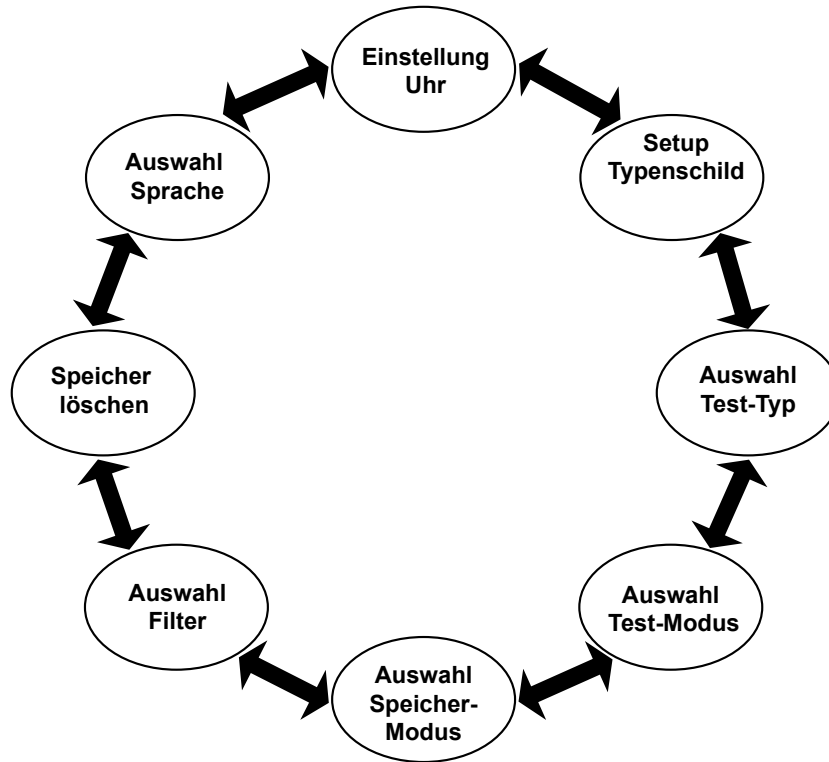 Einstellung
Uhr
Setup
Typenschild
Auswahl
Sprache
Auswahl
Test-Typ
Speicher
löschen
Auswahl
Test-Modus
Auswahl
Filter
Auswahl
Speicher-
Modus